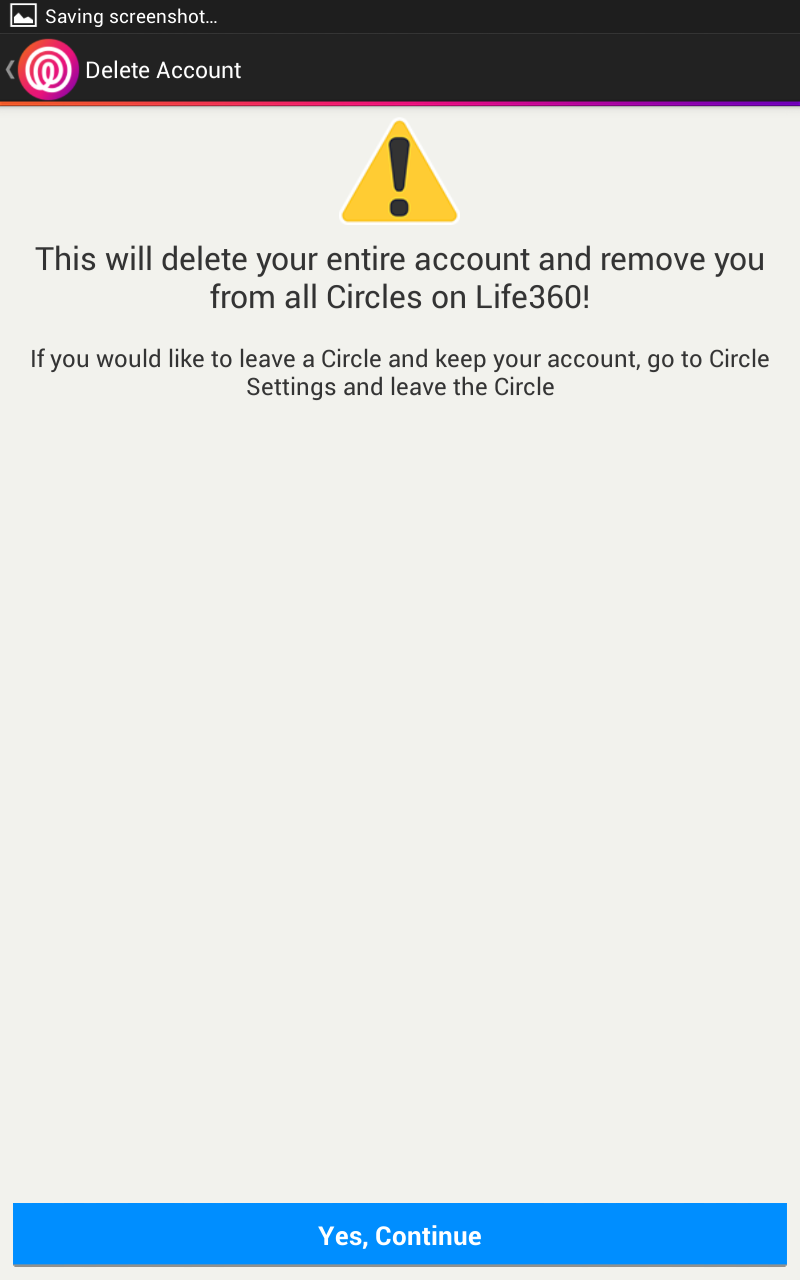 Saving screenshot...
Delete Account
This will delete your entire account and remove you
from all Circles on Life360!
If you would like to leave a Circle and keep your account, go to Circle
Settings and leave the Circle
Yes, Continue